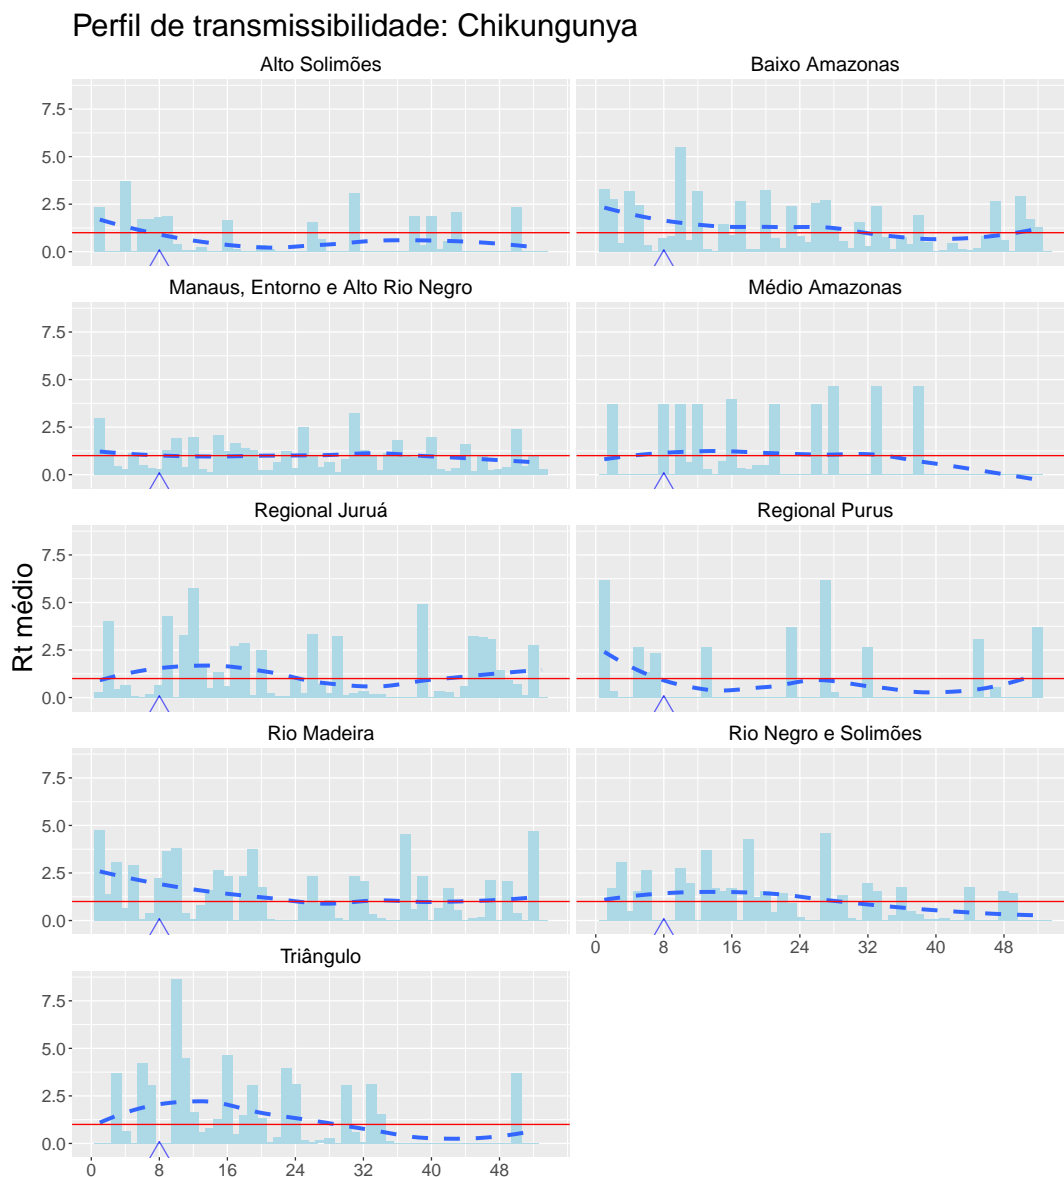 Perfil de transmissibilidade: Chikungunya
Alto Solimões
Baixo Amazonas
7.5
5.0
2.5
0.0
Manaus, Entorno e Alto Rio Negro
Médio Amazonas
7.5
5.0
2.5
0.0
Regional Juruá
Regional Purus
7.5
5.0
2.5
0.0
Rt médio
Rio Madeira
Rio Negro e Solimões
7.5
5.0
2.5
0.0
0 8 16 24 32 40 48
Triângulo
7.5
5.0
2.5
0.0
0 8 16 24 32 40 48